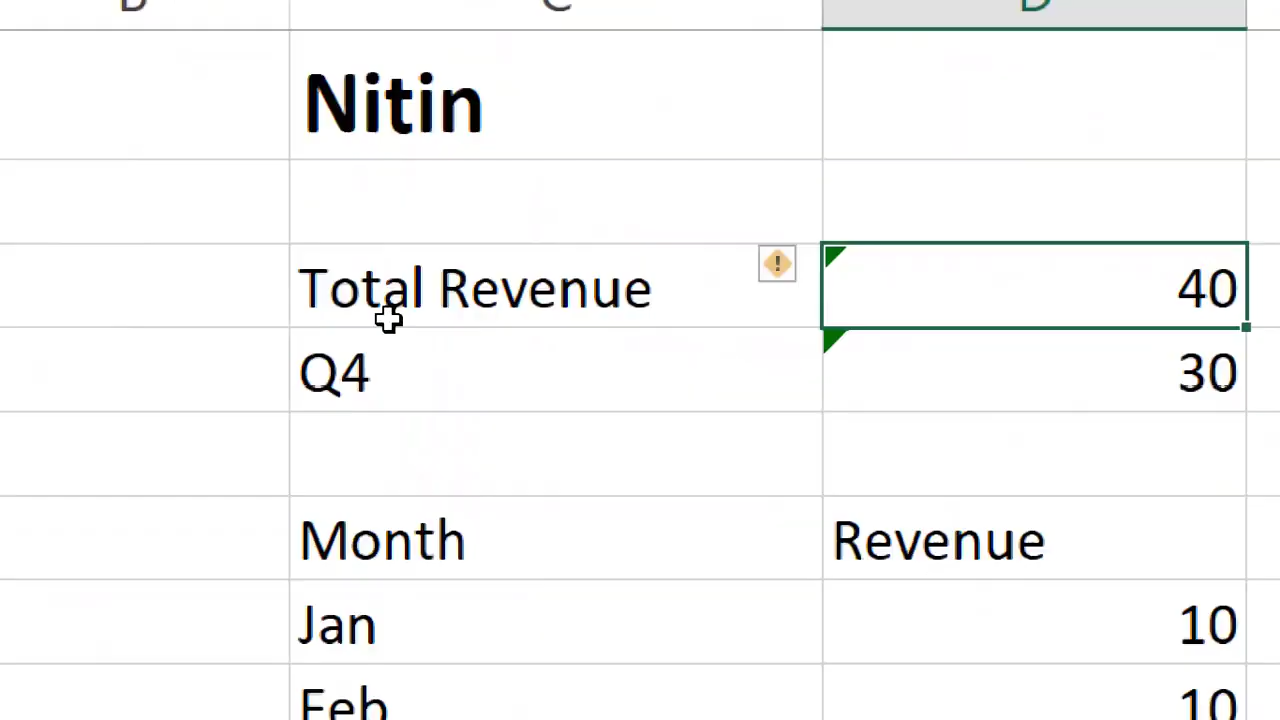 B C D
Nitin
Total Revenue ! 40
Q4 30
Month Revenue
Jan 10
Feb 10